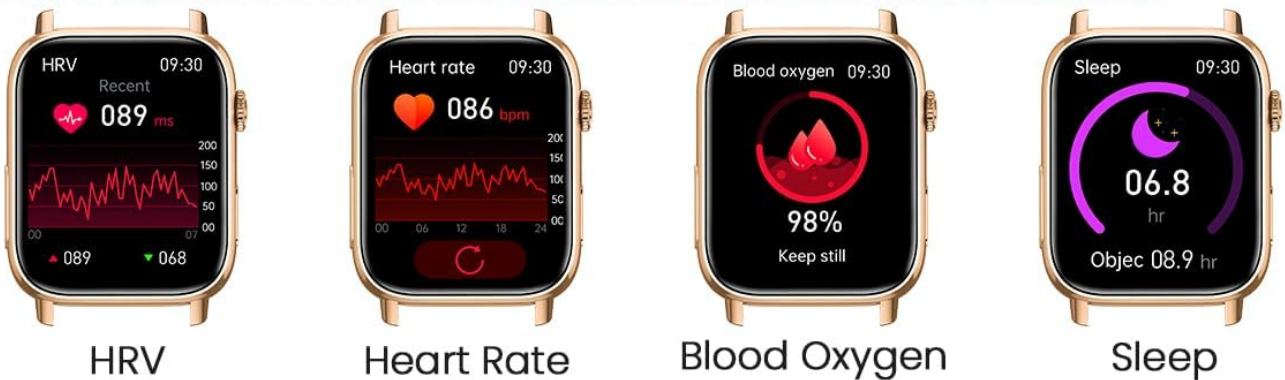 HRV 09:30
Recent
089 ms
200
150
100
50
00
00 07
089 068
HRV
Heart rate 09:30
086 bpm
200
150
100
50
00
00 06 12 18 24
Heart Rate
Blood oxygen 09:30
98%
Keep still
Blood Oxygen
Sleep 09:30
06.8
hr
Objec 08.9 hr
Sleep